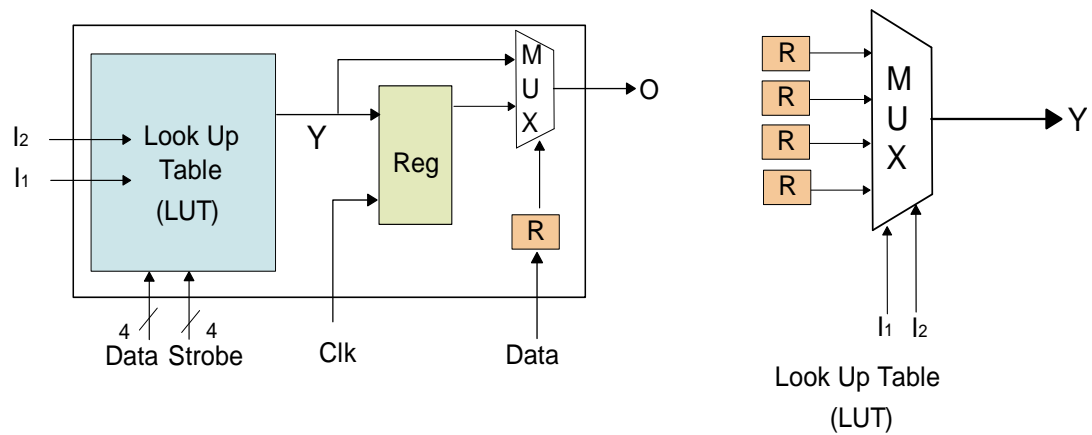 M
U
X
O
I2
I1
Look Up
Table
(LUT)
Y
Reg
R
4
4
Data
Strobe
Clk
Data
R
R
R
R
M
U
X
Y
I1
I2
Look Up Table
(LUT)